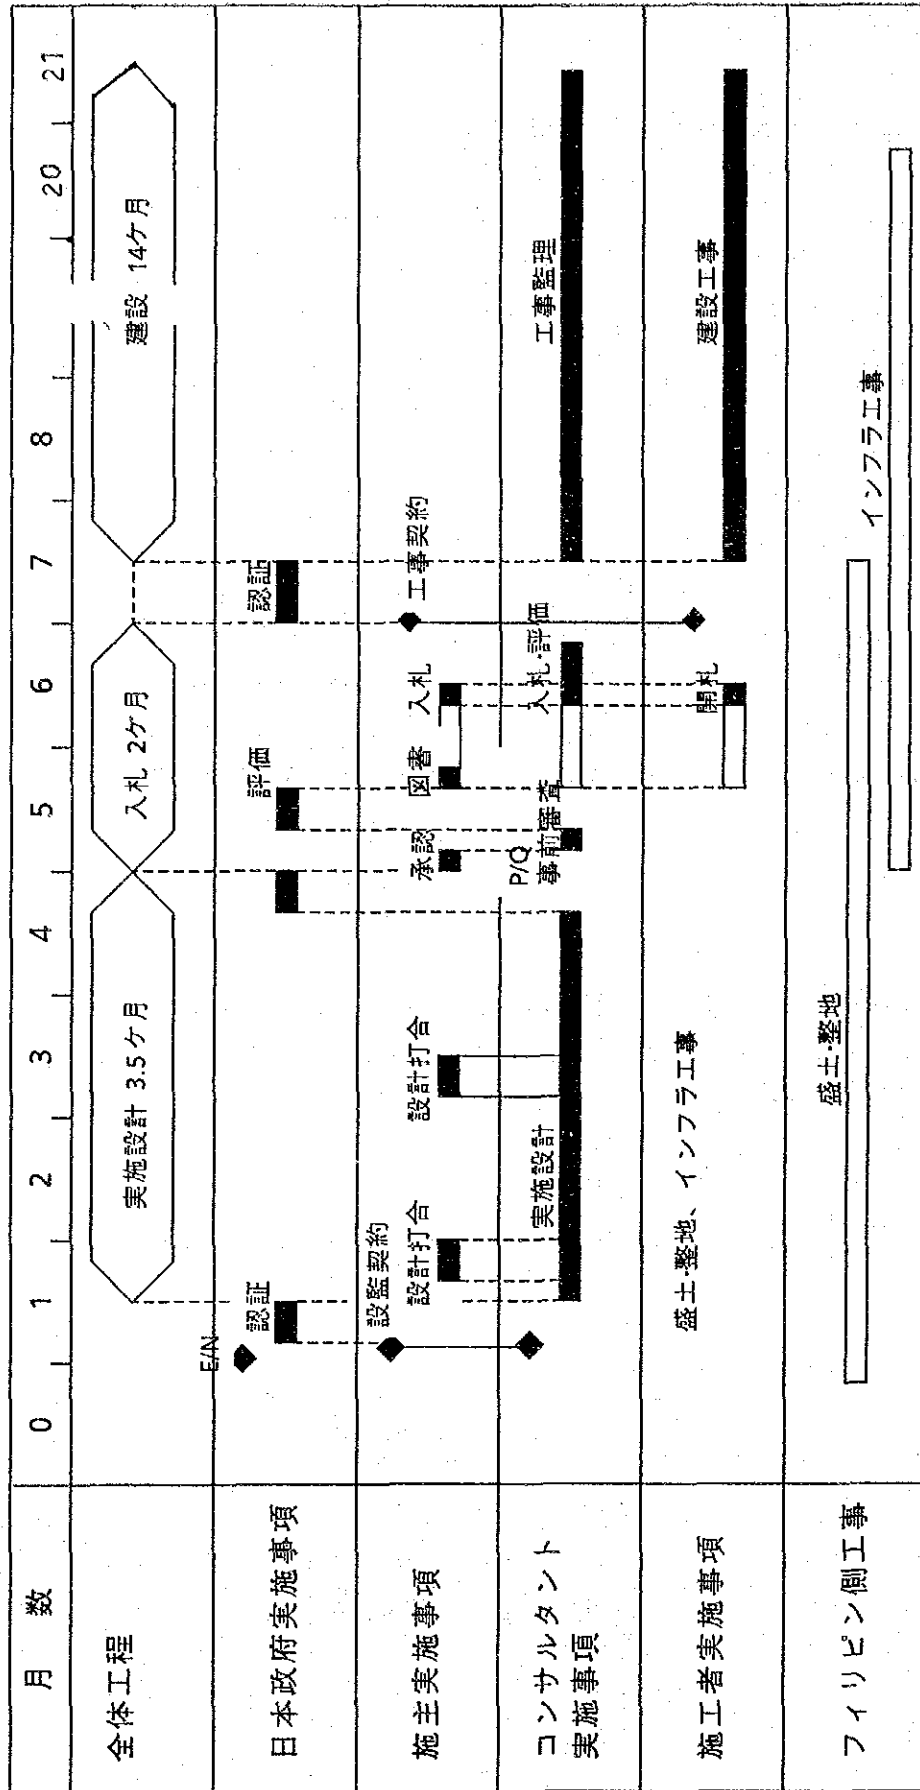 月 数 0 1 2 3 4 5 6 7 8 20 21
全体工程
実施設計 3.5ケ月
入札 2ケ月
建設 14ケ月
日本政府実施事項
E/N
認証
評価
認証
施主実施事項
設監契約
設計打合
設計打合
承認
図書
入札
工事契約
コンサルタント
実施事項
実施設計
P/Q
事前審査
入札・評価
工事監理
施工者実施事項
盛土・整地、インフラ工事
開札
建設工事
フィリピン側工事
盛土・整地
インフラ工事